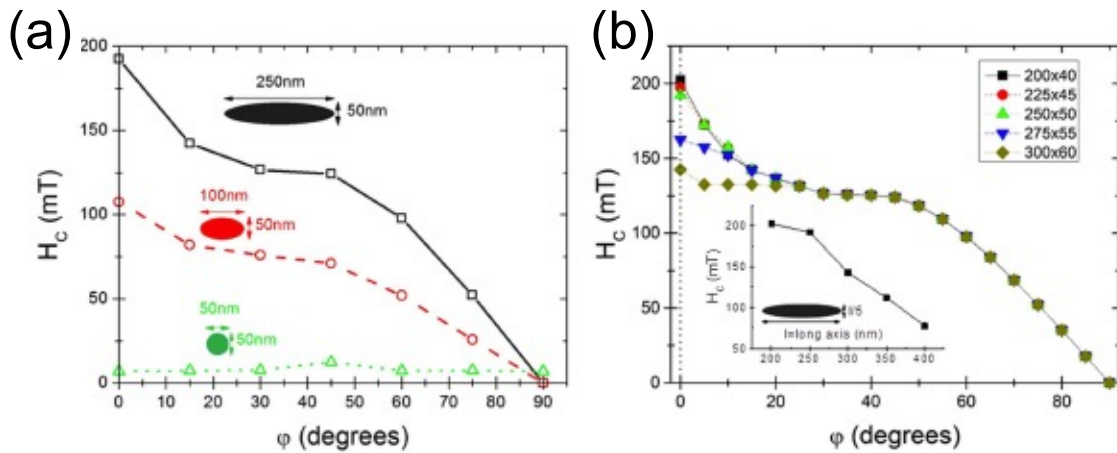 (a)
200
150
100
50
0
H_C (mT)
250nm
50nm
100nm
50nm
50nm
50nm
0 10 20 30 40 50 60 70 80 90
φ (degrees)
(b)
200
150
100
50
0
H_C (mT)
200x40
225x45
250x50
275x55
300x60
200
150
100
50
H_C (mT)
l/5
l=long axis (nm)
200 250 300 350 400
0 20 40 60 80
φ (degrees)